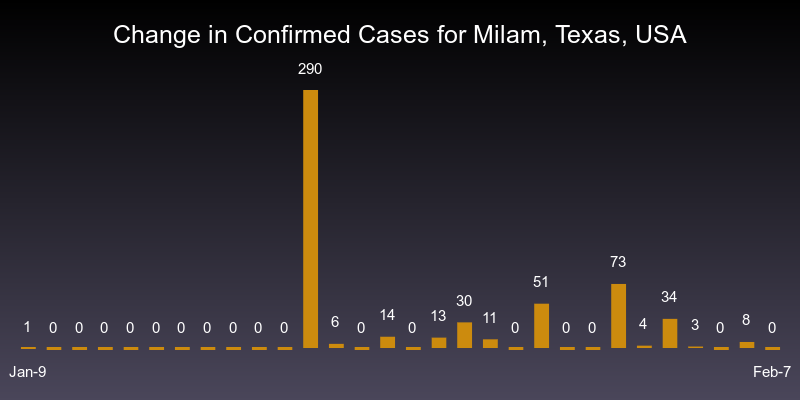 Change in Confirmed Cases for Milam, Texas, USA
1 0 0 0 0 0 0 0 0 0 0 290 6 0 14 0 13 30 11 0 51 0 0 73 4 34 3 0 8 0
Jan-9 Feb-7